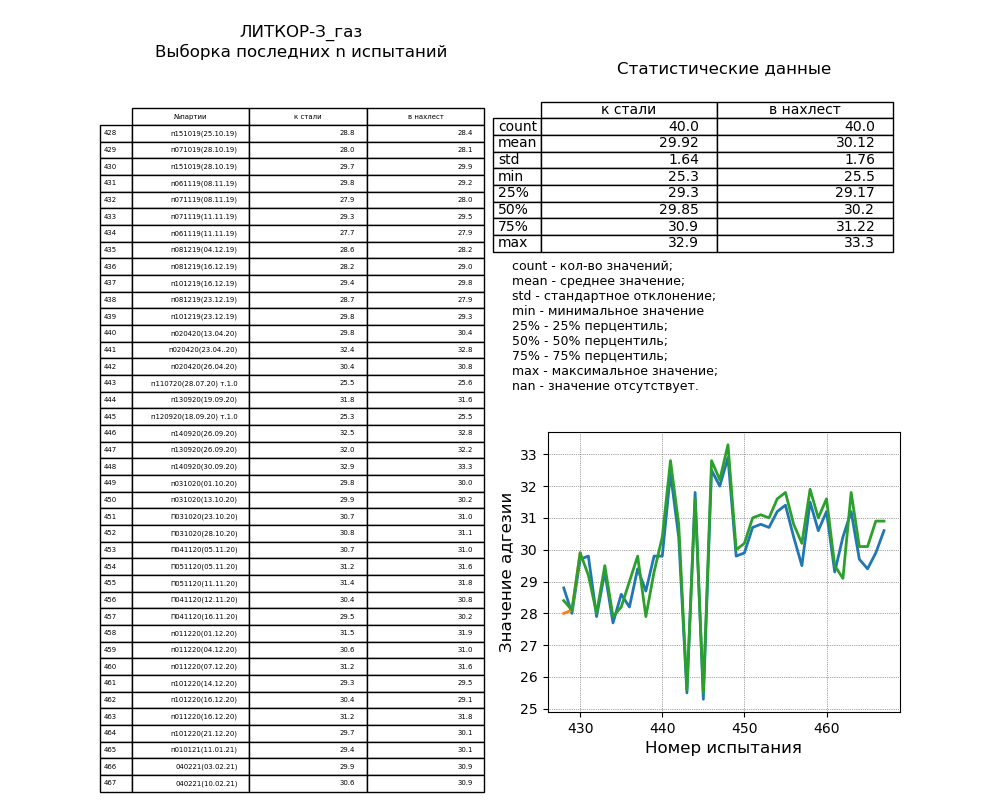 ЛИТКОР-З_газ
Выборка последних n испытаний
№партии к стали в нахлест
428 п151019(25.10.19) 28.8 28.4
429 п071019(28.10.19) 28.0 28.1
430 п151019(28.10.19) 29.7 29.9
431 п061119(08.11.19) 29.8 29.2
432 п071119(08.11.19) 27.9 28.0
433 п071119(11.11.19) 29.3 29.5
434 п061119(11.11.19) 27.7 27.9
435 п081219(04.12.19) 28.6 28.2
436 п081219(16.12.19) 28.2 29.0
437 п101219(16.12.19) 29.4 29.8
438 п081219(23.12.19) 28.7 27.9
439 п101219(23.12.19) 29.8 29.3
440 п020420(13.04.20) 29.8 30.4
441 п020420(23.04..20) 32.4 32.8
442 п020420(26.04.20) 30.4 30.8
443 п110720(28.07.20) т.1.0 25.5 25.6
444 п130920(19.09.20) 31.8 31.6
445 п120920(18.09.20) т.1.0 25.3 25.5
446 п140920(26.09.20) 32.5 32.8
447 п130920(26.09.20) 32.0 32.2
448 п140920(30.09.20) 32.9 33.3
449 п031020(01.10.20) 29.8 30.0
450 п031020(13.10.20) 29.9 30.2
451 П031020(23.10.20) 30.7 31.0
452 П031020(28.10.20) 30.8 31.1
453 П041120(05.11.20) 30.7 31.0
454 П051120(05.11.20) 31.2 31.6
455 П051120(11.11.20) 31.4 31.8
456 П041120(12.11.20) 30.4 30.8
457 П041120(16.11.20) 29.5 30.2
458 п011220(01.12.20) 31.5 31.9
459 п011220(04.12.20) 30.6 31.0
460 п011220(07.12.20) 31.2 31.6
461 п101220(14.12.20) 29.3 29.5
462 п101220(16.12.20) 30.4 29.1
463 п011220(16.12.20) 31.2 31.8
464 п101220(21.12.20) 29.7 30.1
465 п010121(11.01.21) 29.4 30.1
466 040221(03.02.21) 29.9 30.9
467 040221(10.02.21) 30.6 30.9
Статистические данные
к стали в нахлест
count 40.0 40.0
mean 29.92 30.12
std 1.64 1.76
min 25.3 25.5
25% 29.3 29.17
50% 29.85 30.2
75% 30.9 31.22
max 32.9 33.3
count - кол-во значений;
mean - среднее значение;
std - стандартное отклонение;
min - минимальное значение
25% - 25% перцентиль;
50% - 50% перцентиль;
75% - 75% перцентиль;
max - максимальное значение;
nan - значение отсутствует.
Значение адгезии
33
32
31
30
29
28
27
26
25
430 440 450 460
Номер испытания